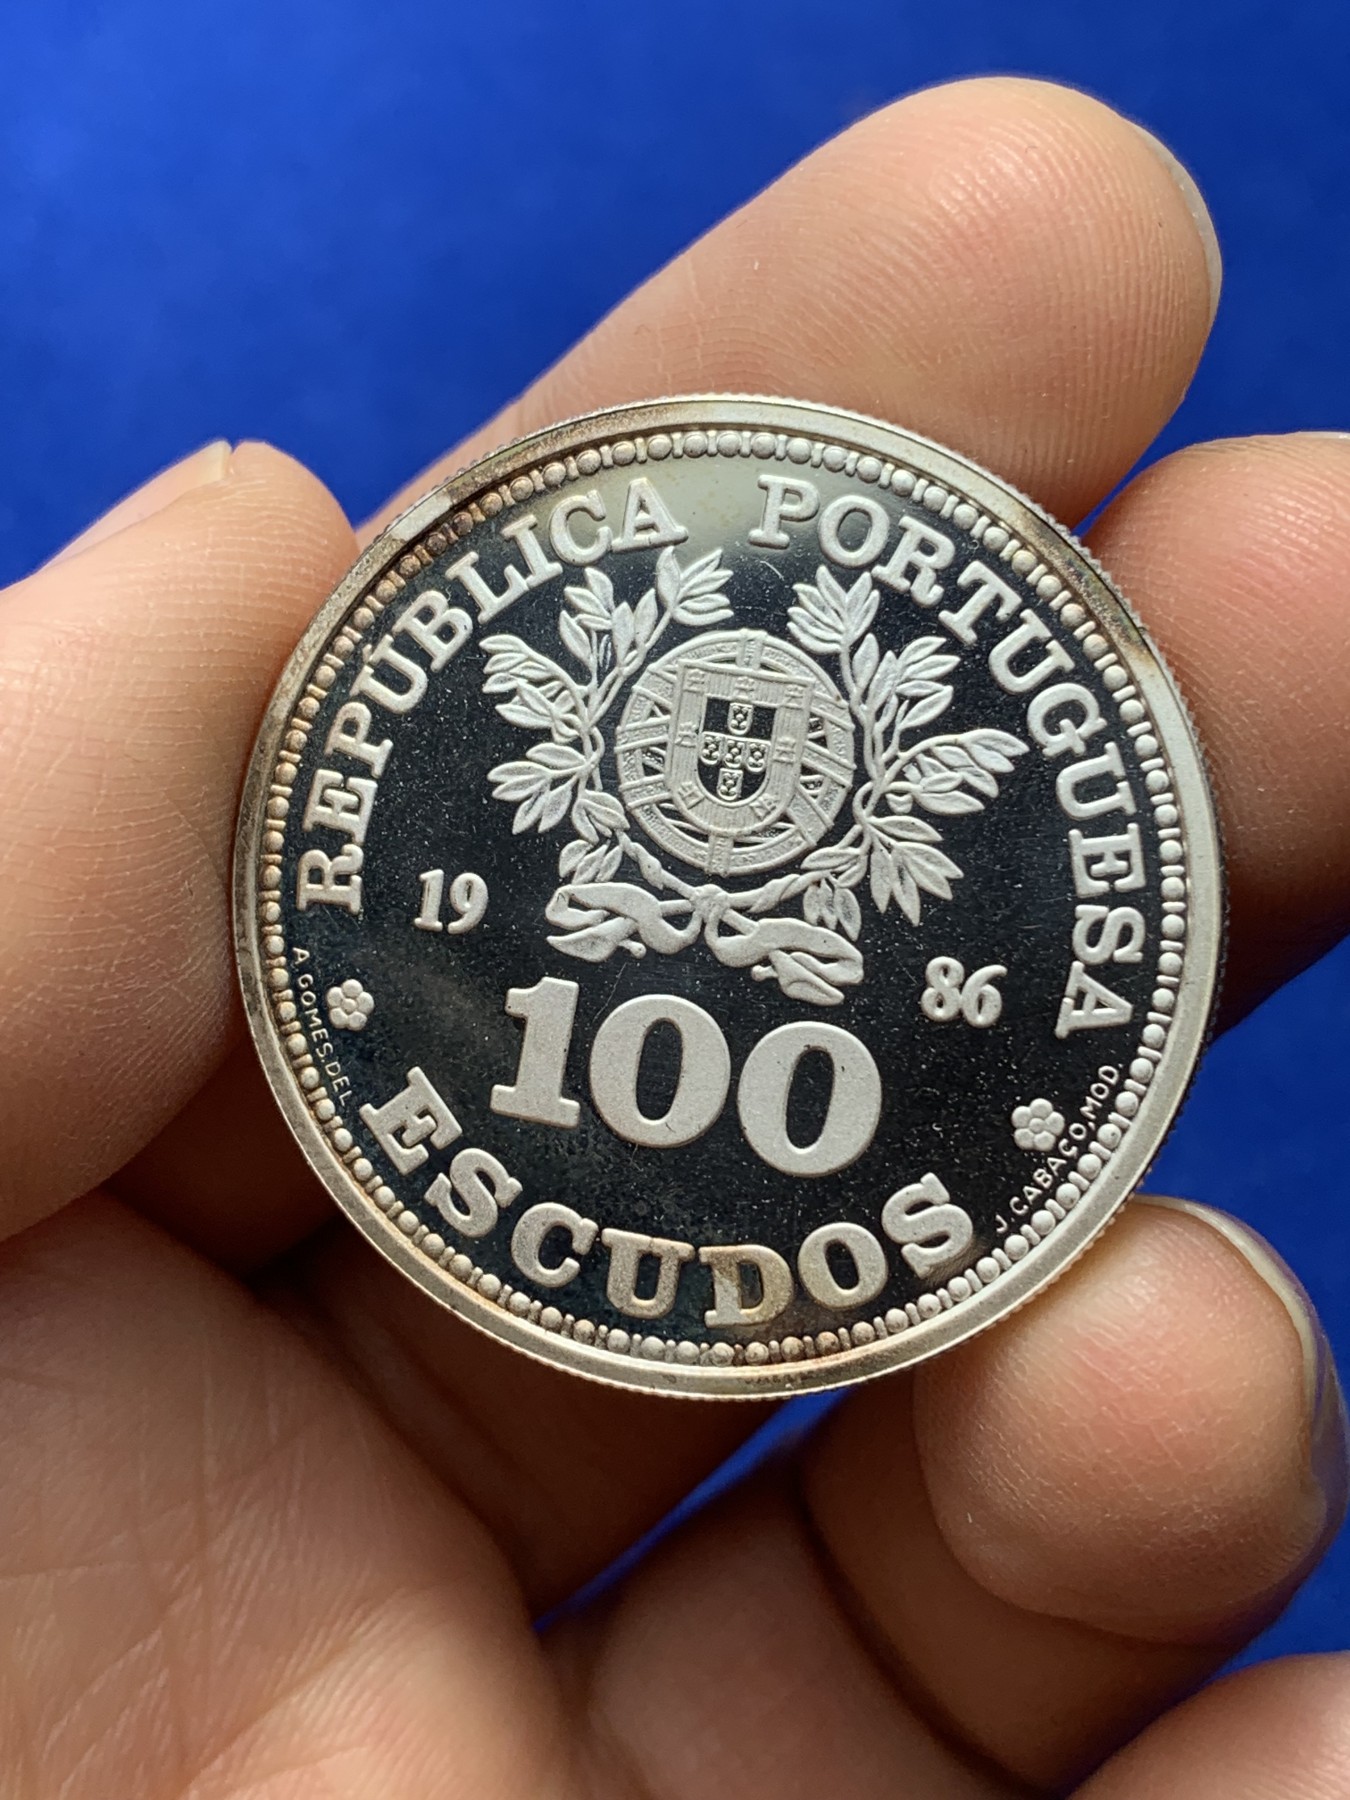 REPÚBLICA PORTUGUESA
19 86
100
ESCUDOS
A.GOMES.DEL.
J.CABAÇO,MOD.